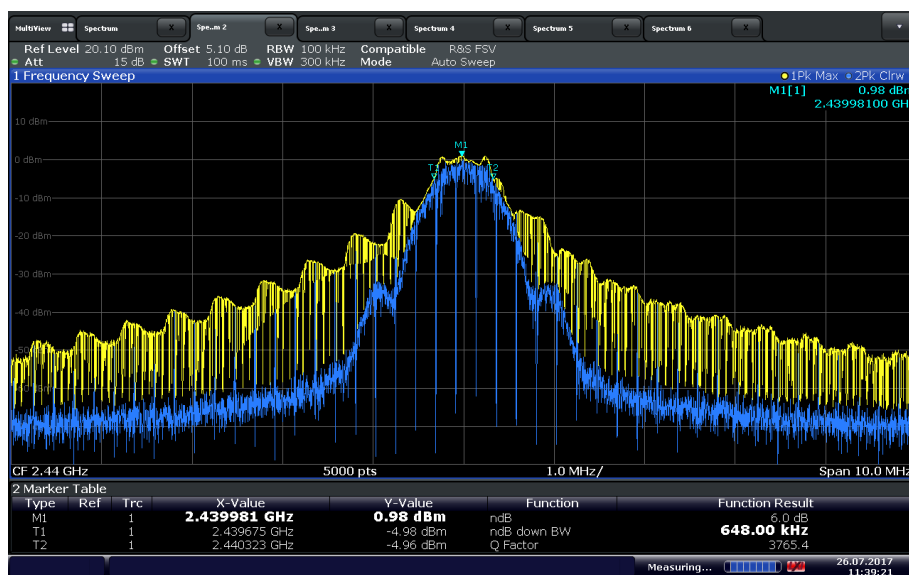 MultiView Spectrum X Spe..m 2 X Spe..m 3 X Spectrum 4 X Spectrum 5 X Spectrum 6 X
Ref Level 20.10 dBm Offset 5.10 dB RBW 100 kHz Compatible R&S FSV
Att 15 dB SWT 100 ms VBW 300 kHz Mode Auto Sweep
1 Frequency Sweep 1Pk Max 2Pk Clrw
M1[1] 0.98 dBm
2.43998100 GH
10 dBm
M1
0 dBm
T1 T2
-10 dBm
-20 dBm
-30 dBm
-40 dBm
CF 2.44 GHz 5000 pts 1.0 MHz/ Span 10.0 MHz
2 Marker Table
Type Ref Trc X-Value Y-Value Function Function Result
M1 1 2.439981 GHz 0.98 dBm ndB 6.0 dB
T1 1 2.439675 GHz -4.98 dBm ndB down BW 648.00 kHz
T2 1 2.440323 GHz -4.96 dBm Q Factor 3765.4
Measuring... 26.07.2017
11:39:21